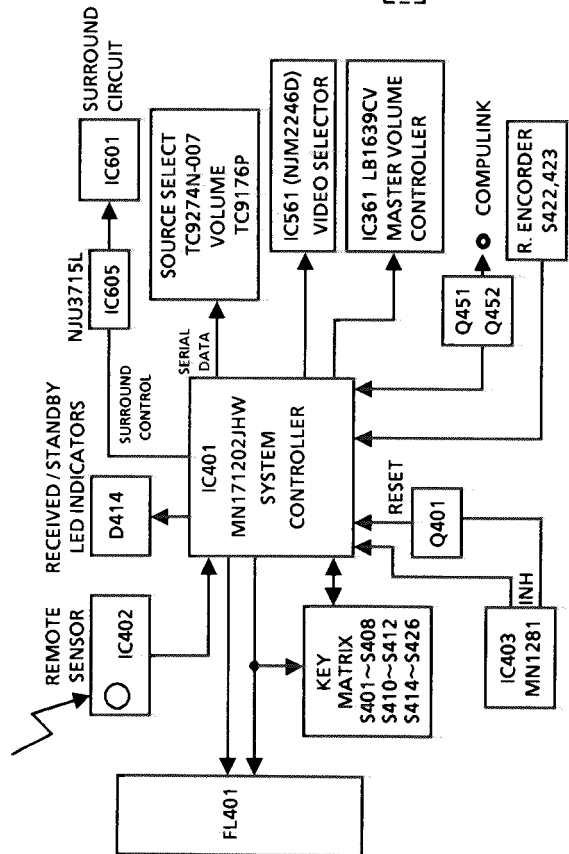 SURROUND
CIRCUIT
IC601
NJU3715L
IC605
SURROUND
CONTROL
SOURCE SELECT
TC9274N-007
VOLUME
TC9176P
SERIAL
DATA
IC561 (NJM2246D)
VIDEO SELECTOR
IC361 LB1639CV
MASTER VOLUME
CONTROLLER
COMPULINK
Q451
Q452
R. ENCORDER
S422,423
RECEIVED/STANDBY
LED INDICATORS
D414
IC401
MN171202JHW
SYSTEM
CONTROLLER
RESET
Q401
INH
IC403
MN1281
REMOTE
SENSOR
IC402
KEY
MATRIX
S401~S408
S410~S412
S414~S426
FL401